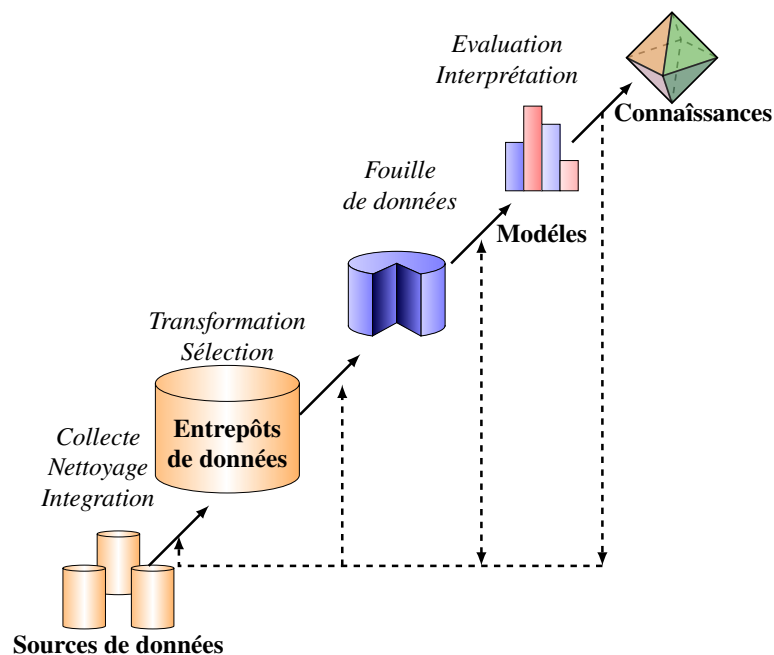 Evaluation
Interprétation
Connaîssances
Fouille
de données
Modéles
Transformation
Sélection
Entrepôts
de données
Collecte
Nettoyage
Integration
Sources de données